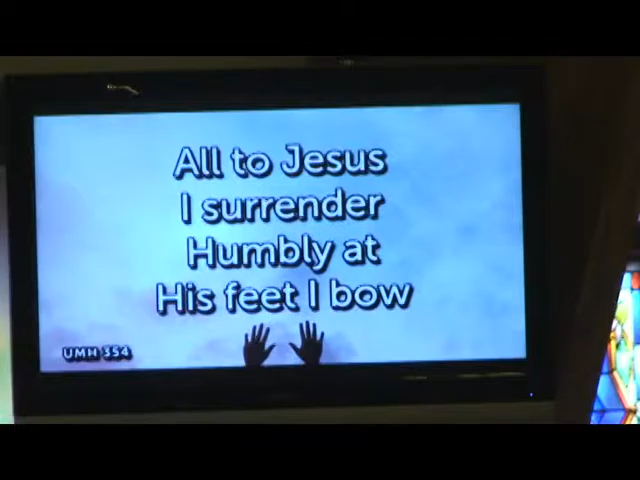 All to Jesus
I surrender
Humbly at
His feet I bow
UMH 354